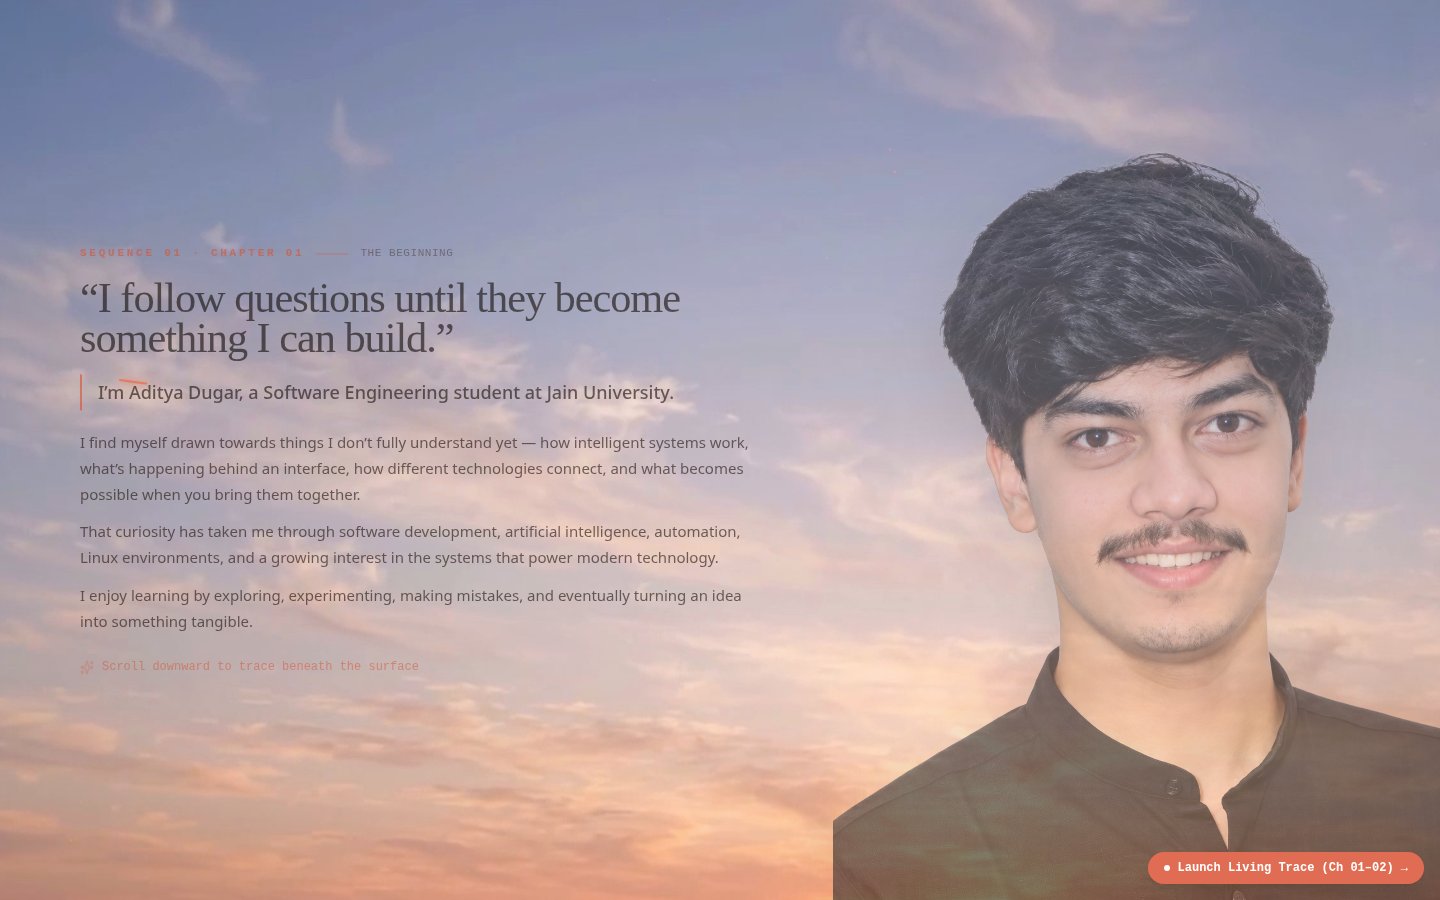 SEQUENCE 01 · CHAPTER 01 THE BEGINNING
“I follow questions until they become
something I can build.”
I’m Aditya Dugar, a Software Engineering student at Jain University.
I find myself drawn towards things I don’t fully understand yet — how intelligent systems work,
what’s happening behind an interface, how different technologies connect, and what becomes
possible when you bring them together.
That curiosity has taken me through software development, artificial intelligence, automation,
Linux environments, and a growing interest in the systems that power modern technology.
I enjoy learning by exploring, experimenting, making mistakes, and eventually turning an idea
into something tangible.
Scroll downward to trace beneath the surface
Launch Living Trace (Ch 01–02) →